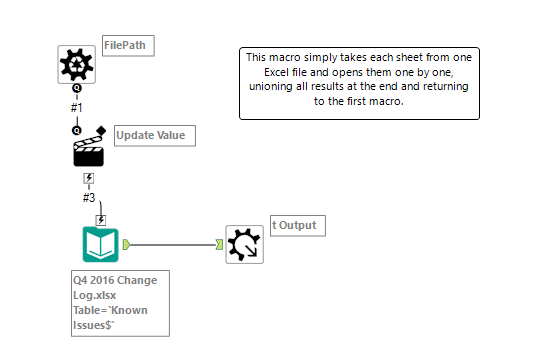 FilePath
This macro simply takes each sheet from one
Excel file and opens them one by one,
unioning all results at the end and returning
to the first macro.
Q
#1
Q
Update Value
#3
t Output
Q4 2016 Change
Log.xlsx
Table=`Known
Issues$`